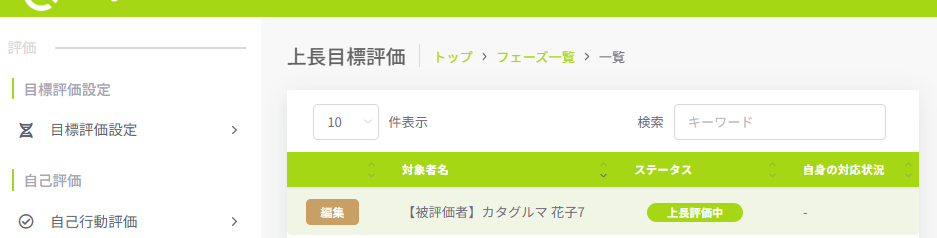 評価
目標評価設定
目標評価設定
自己評価
自己行動評価
上長目標評価
トップ > フェーズ一覧 > 一覧
10 件表示
検索 キーワード
対象者名 ステータス 自身の対応状況
編集 【被評価者】カタグルマ 花子7 上長評価中 -